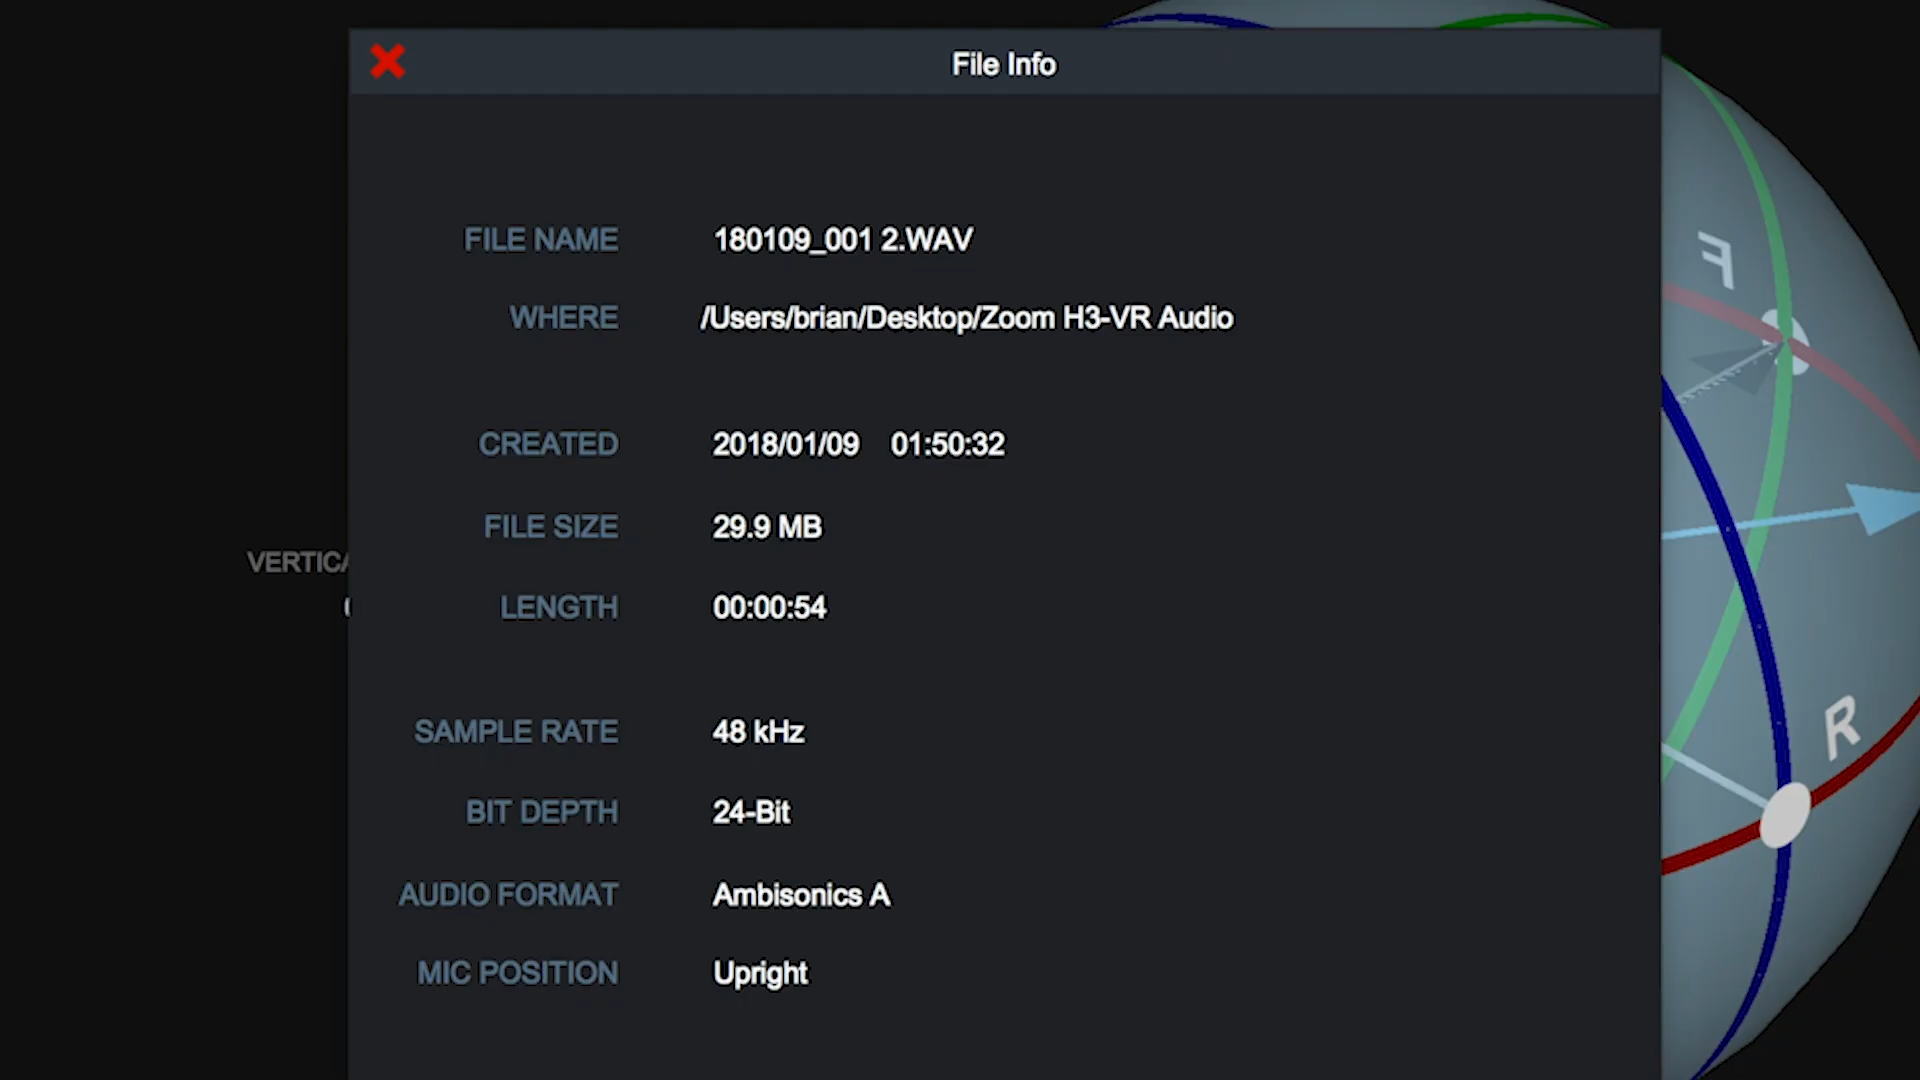 File Info
FILE NAME 180109_001 2.WAV
WHERE /Users/brian/Desktop/Zoom H3-VR Audio
CREATED 2018/01/09 01:50:32
FILE SIZE 29.9 MB
VERTICA
LENGTH 00:00:54
SAMPLE RATE 48 kHz
BIT DEPTH 24-Bit
AUDIO FORMAT Ambisonics A
MIC POSITION Upright
F
R